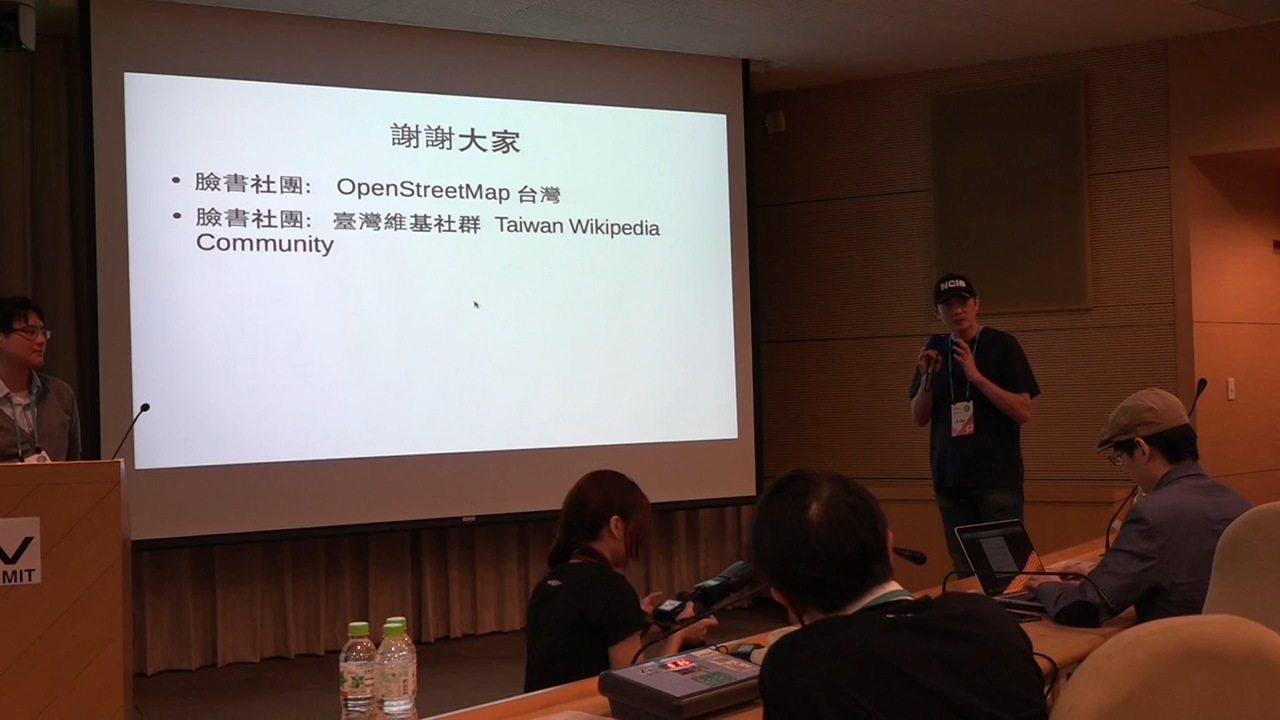 謝謝大家
• 臉書社團: OpenStreetMap 台灣
• 臉書社團: 臺灣維基社群 Taiwan Wikipedia
Community
NCIS
V
MIT